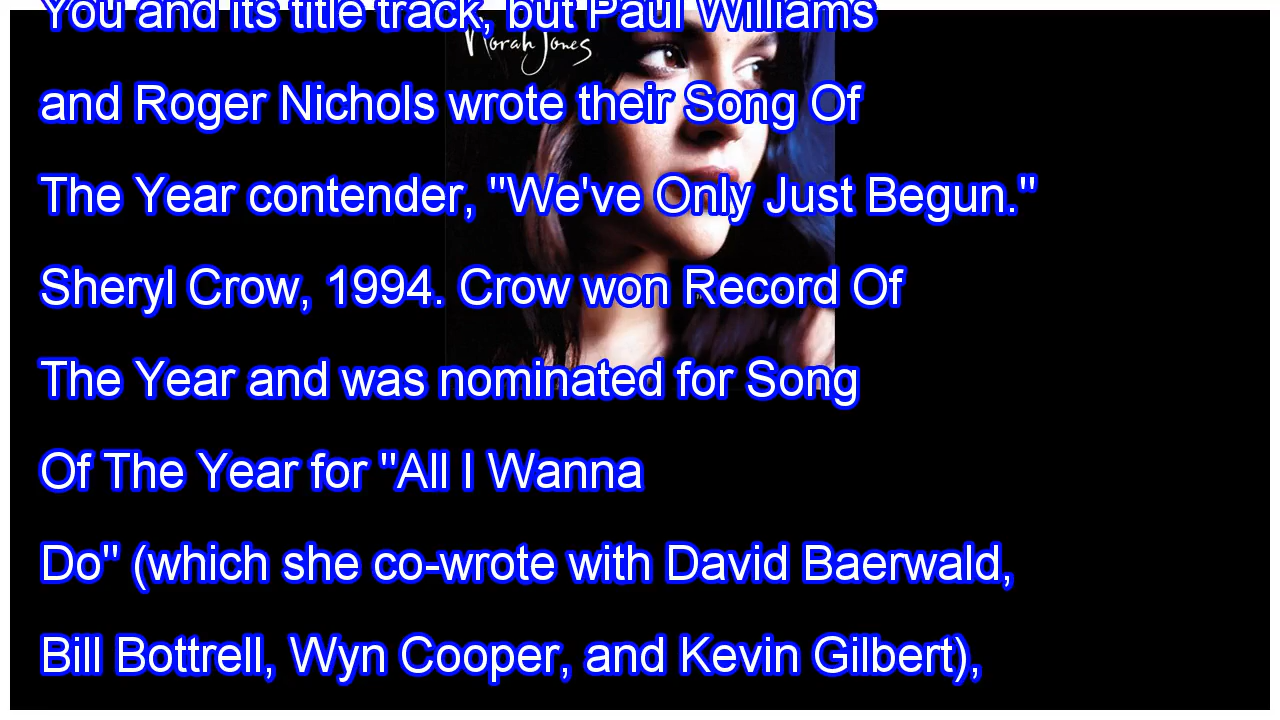 You and its title track, but Paul Williams
Norah Jones
and Roger Nichols wrote their Song Of
The Year contender, "We've Only Just Begun."
Sheryl Crow, 1994. Crow won Record Of
The Year and was nominated for Song
Of The Year for "All I Wanna
Do" (which she co-wrote with David Baerwald,
Bill Bottrell, Wyn Cooper, and Kevin Gilbert),